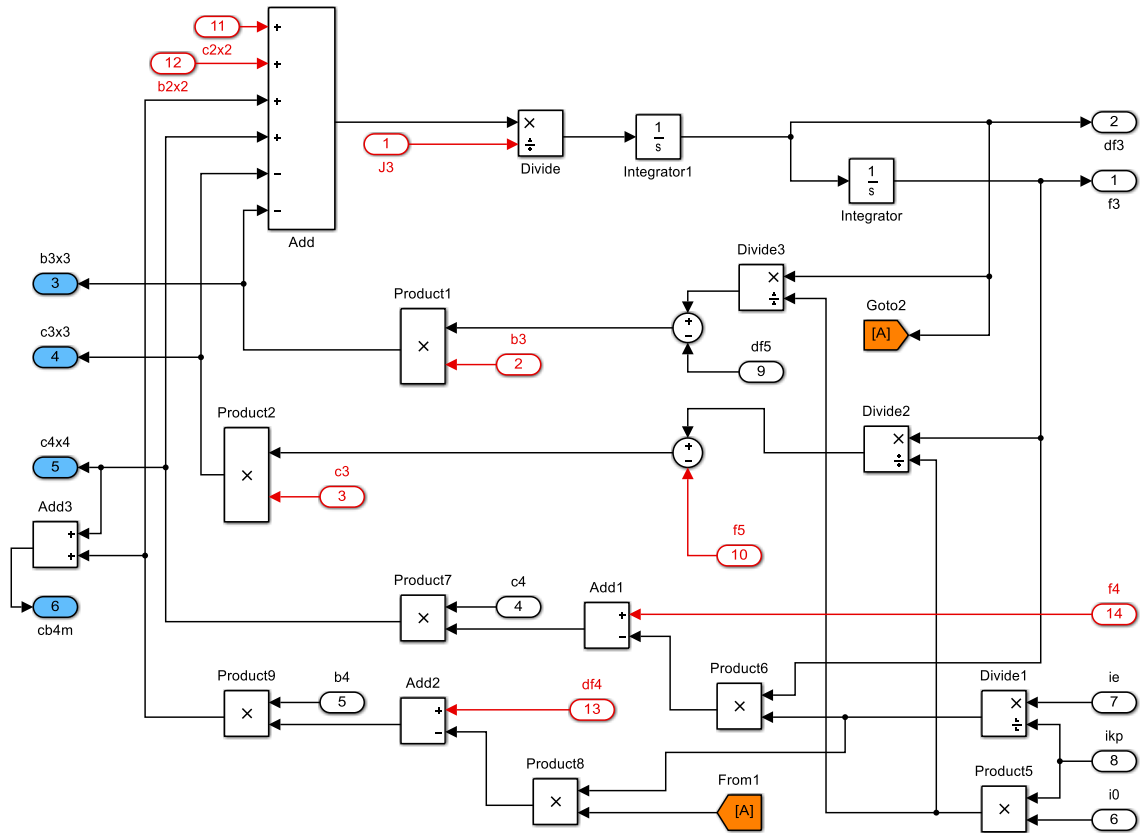 11
+
c2x2
12
+
b2x2
+
+
−
−
Add
1
J3
×
÷
Divide
1
s
Integrator1
2
df3
1
s
Integrator
1
f3
b3x3
3
Product1
×
b3
2
Divide3
×
÷
+
−
df5
9
Goto2
[A]
c3x3
4
Product2
×
c3
3
+
−
f5
10
Divide2
×
÷
c4x4
5
Add3
+
+
6
cb4m
Product7
×
c4
4
Add1
+
−
f4
14
Product9
×
b4
5
Add2
+
−
df4
13
Product6
×
Divide1
×
÷
ie
7
ikp
8
Product8
×
From1
[A]
Product5
×
i0
6